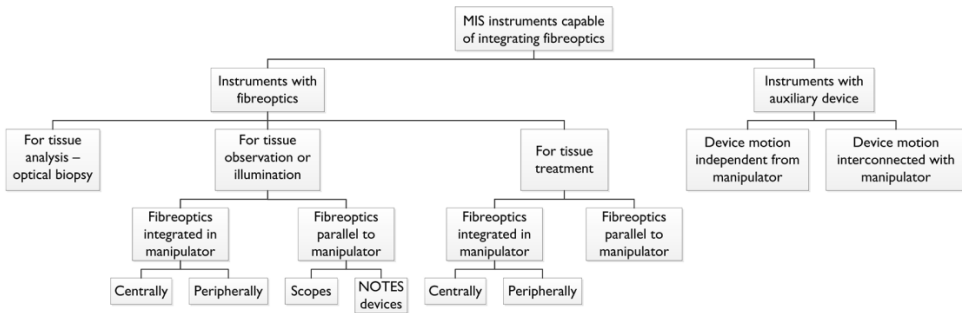 MIS instruments capable
of integrating fibreoptics
Instruments with
fibreoptics
Instruments with
auxiliary device
For tissue
analysis –
optical biopsy
For tissue
observation or
illumination
For tissue
treatment
Device motion
independent from
manipulator
Device motion
interconnected with
manipulator
Fibreoptics
integrated in
manipulator
Fibreoptics
parallel to
manipulator
Fibreoptics
integrated in
manipulator
Fibreoptics
parallel to
manipulator
Centrally
Peripherally
Scopes
NOTES
devices
Centrally
Peripherally